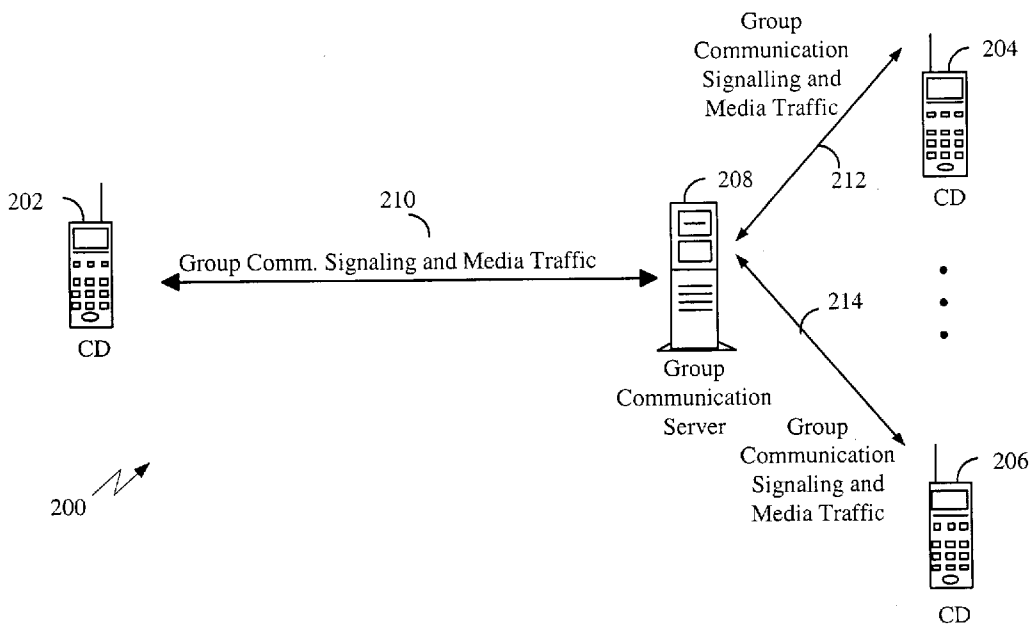 Group
Communication
Signalling and
Media Traffic
204
212
CD
208
202
210
Group Comm. Signaling and Media Traffic
CD
214
Group
Communication
Server
Group
Communication
Signaling and
Media Traffic
206
CD
200